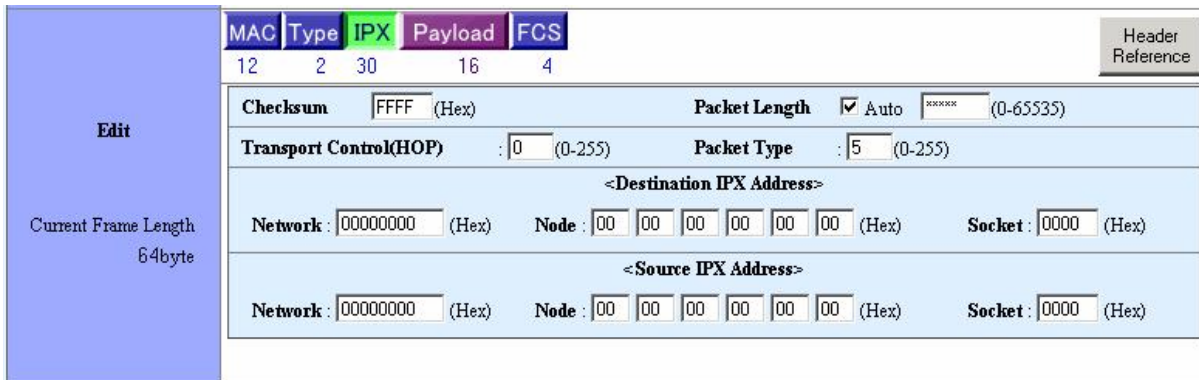 MAC Type IPX Payload FCS
12 2 30 16 4
Header
Reference
Edit
Current Frame Length
64byte
Checksum FFFF (Hex) Packet Length Auto ***** (0-65535)
Transport Control(HOP) : 0 (0-255) Packet Type : 5 (0-255)
<Destination IPX Address>
Network : 00000000 (Hex) Node : 00 00 00 00 00 00 (Hex) Socket : 0000 (Hex)
<Source IPX Address>
Network : 00000000 (Hex) Node : 00 00 00 00 00 00 (Hex) Socket : 0000 (Hex)